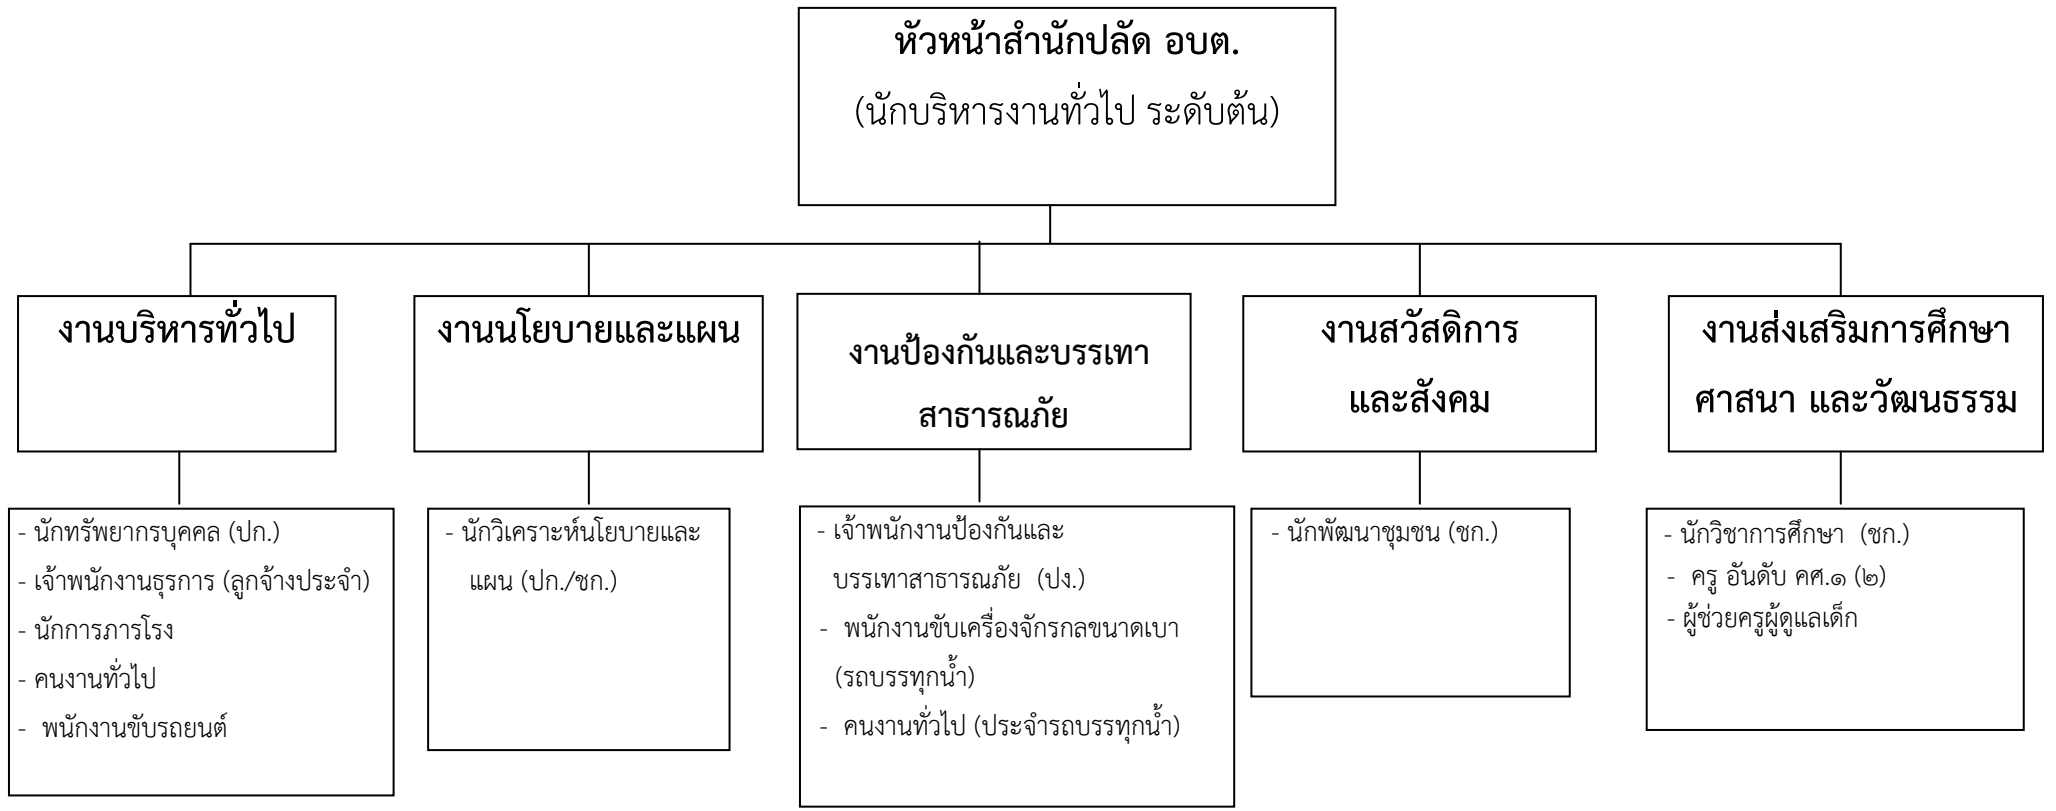 หัวหน้าสำนักปลัด อบต.
(นักบริหารงานทั่วไป ระดับต้น)
งานบริหารทั่วไป
งานนโยบายและแผน
งานป้องกันและบรรเทา
สาธารณภัย
งานสวัสดิการ
และสังคม
งานส่งเสริมการศึกษา
ศาสนา และวัฒนธรรม
- นักทรัพยากรบุคคล (ปก.)
- เจ้าพนักงานธุรการ (ลูกจ้างประจำ)
- นักการภารโรง
- คนงานทั่วไป
- พนักงานขับรถยนต์
- นักวิเคราะห์นโยบายและ
แผน (ปก./ชก.)
- เจ้าพนักงานป้องกันและ
บรรเทาสาธารณภัย (ปง.)
- พนักงานขับเครื่องจักรกลขนาดเบา
(รถบรรทุกน้ำ)
- คนงานทั่วไป (ประจำรถบรรทุกน้ำ)
- นักพัฒนาชุมชน (ชก.)
- นักวิชาการศึกษา (ชก.)
- ครู อันดับ คศ.๑ (๒)
- ผู้ช่วยครูผู้ดูแลเด็ก